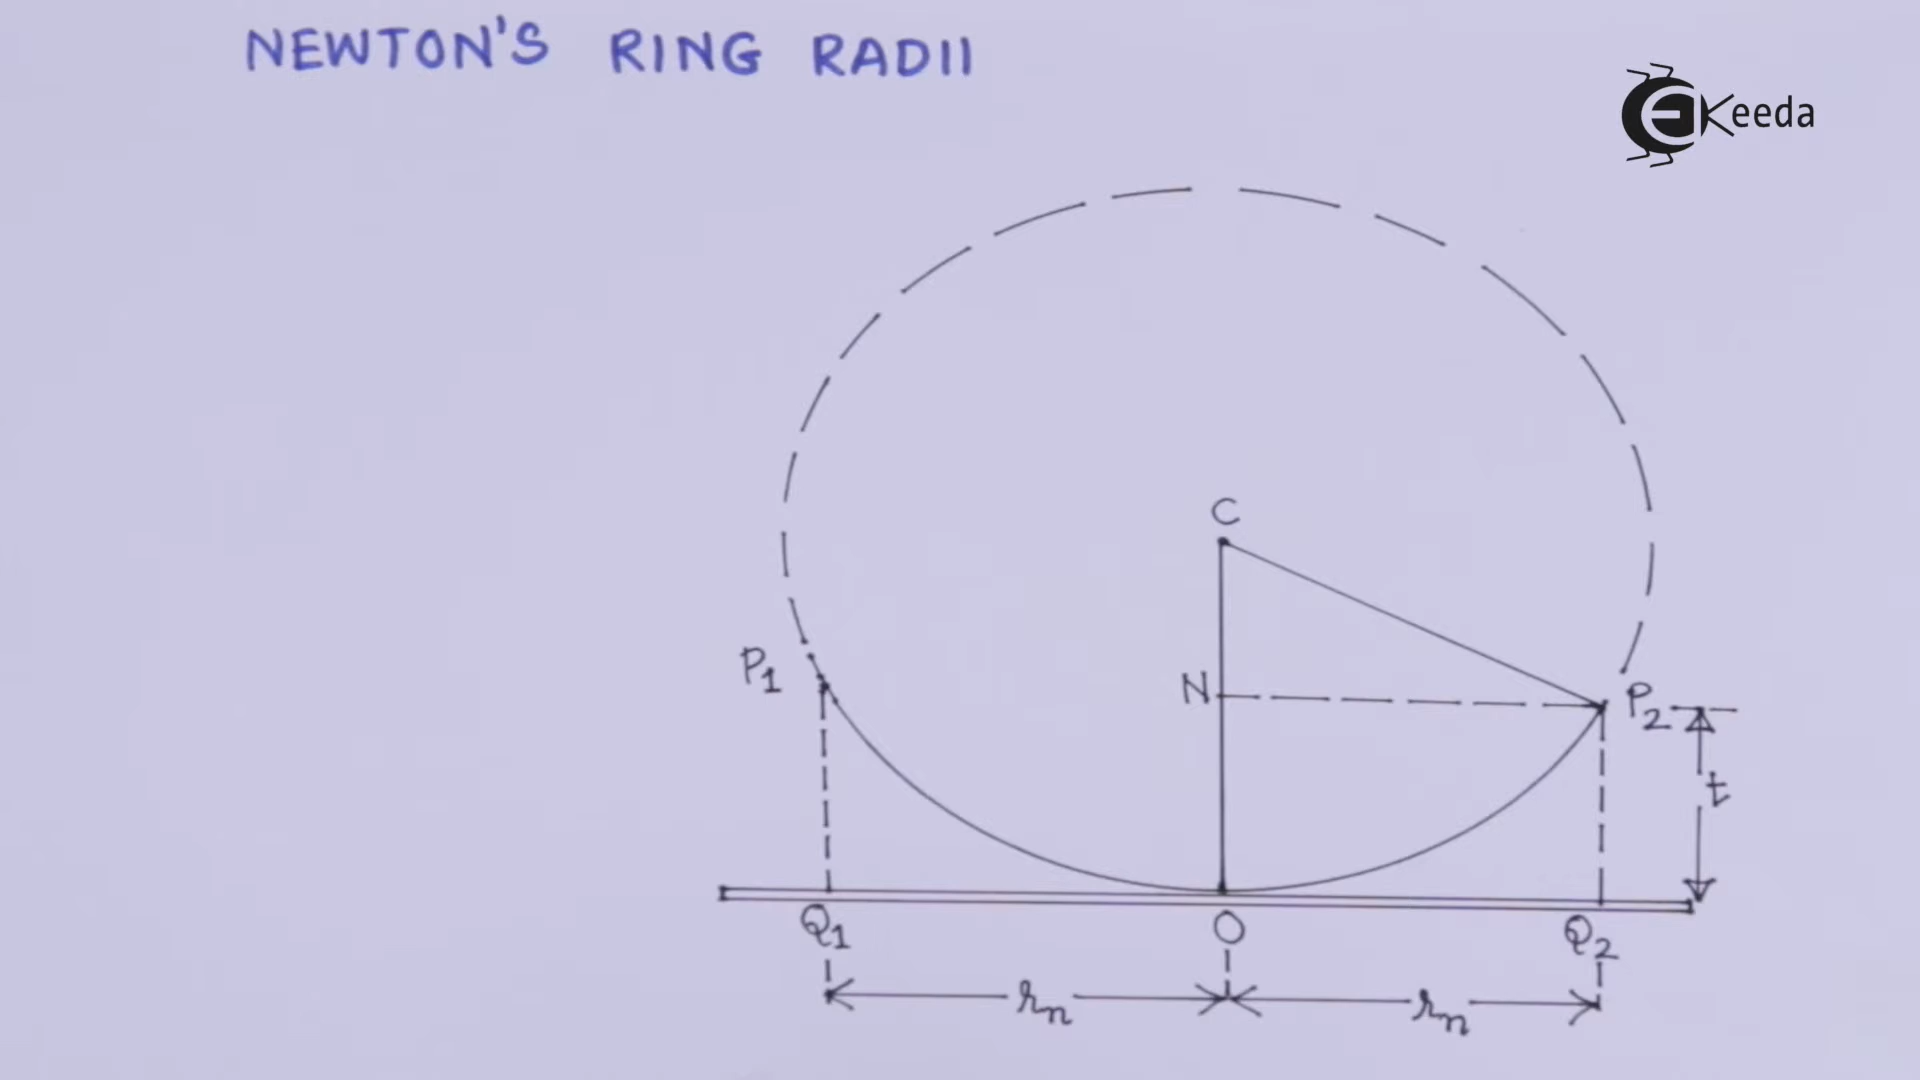 NEWTON'S RING RADII
EKeeda
C
P1
N
P2
t
Q1
O
Q2
rn
rn